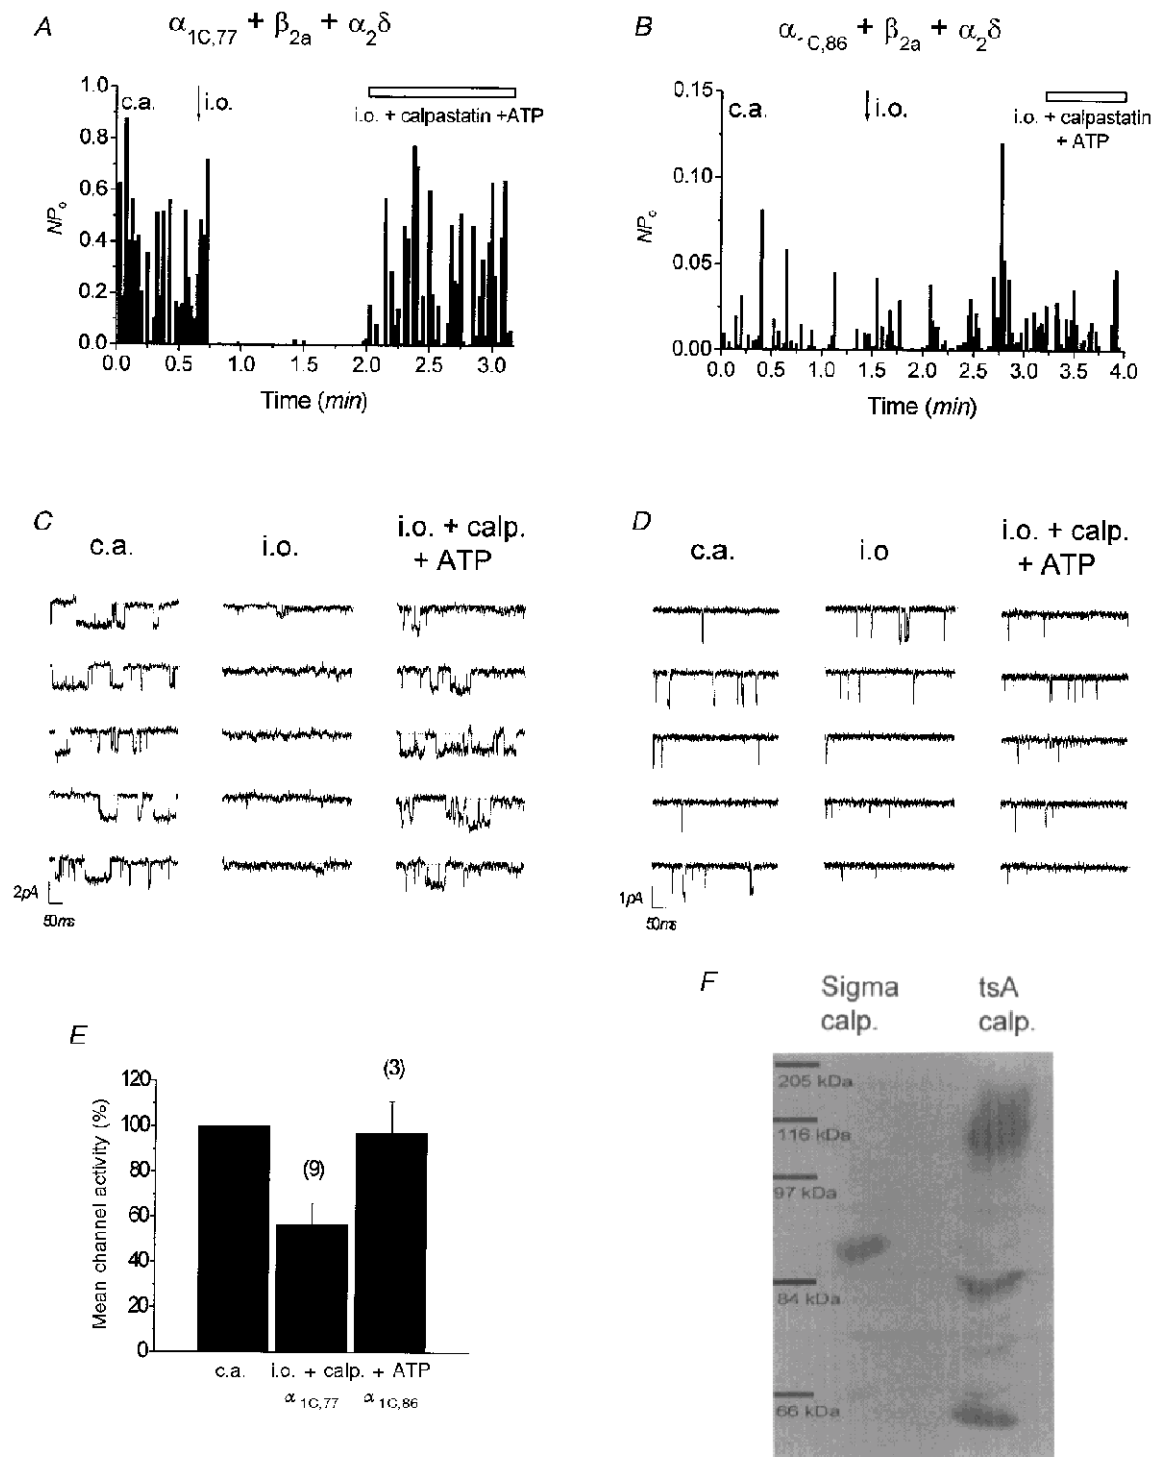 A α1C,77 + β2a + α2δ
c.a. i.o.
i.o. + calpastatin +ATP
NPo
1.0
0.8
0.6
0.4
0.2
0.0
0.0 0.5 1.0 1.5 2.0 2.5 3.0
Time (min)
B α1C,86 + β2a + α2δ
c.a. i.o.
i.o. + calpastatin
+ ATP
NPo
0.15
0.10
0.05
0.00
0.0 0.5 1.0 1.5 2.0 2.5 3.0 3.5 4.0
Time (min)
C
c.a. i.o. i.o. + calp.
+ ATP
2pA
50ms
D
c.a. i.o i.o. + calp.
+ ATP
1pA
50ms
E
Mean channel activity (%)
120
100
80
60
40
20
0
(9)
(3)
c.a. i.o. + calp. + ATP
α1C,77 α1C,86
F
Sigma
calp.
tsA
calp.
205 kDa
116 kDa
97 kDa
84 kDa
66 kDa